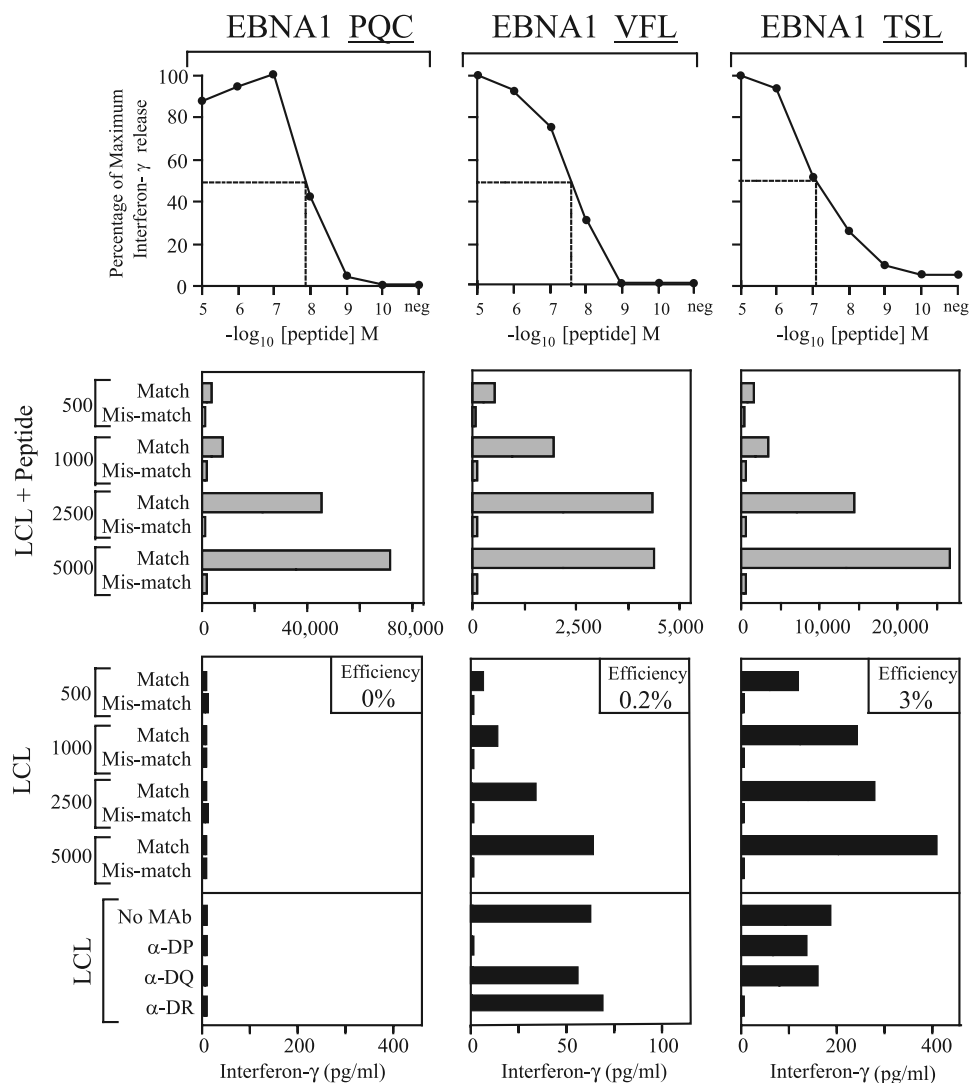 EBNA1 PQC
EBNA1 VFL
EBNA1 TSL
Percentage of Maximum
Interferon- γ release
100
80
60
40
20
0
5 6 7 8 9 10 neg
5 6 7 8 9 10 neg
5 6 7 8 9 10 neg
-log10 [peptide] M
-log10 [peptide] M
-log10 [peptide] M
LCL + Peptide
500
Match
Mis-match
1000
Match
Mis-match
2500
Match
Mis-match
5000
Match
Mis-match
0 40,000 80,000
0 2,500 5,000
0 10,000 20,000
LCL
500
Match
Mis-match
1000
Match
Mis-match
2500
Match
Mis-match
5000
Match
Mis-match
Efficiency
0%
Efficiency
0.2%
Efficiency
3%
LCL
No MAb
α-DP
α-DQ
α-DR
0 200 400
0 50 100
0 200 400
Interferon-γ (pg/ml)
Interferon-γ (pg/ml)
Interferon-γ (pg/ml)